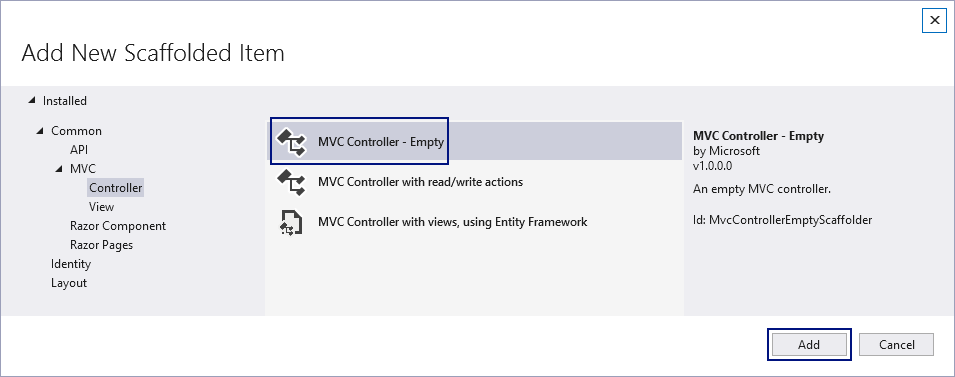 Add New Scaffolded Item
Installed
Common
API
MVC
Controller
View
Razor Component
Razor Pages
Identity
Layout
MVC Controller - Empty
MVC Controller with read/write actions
MVC Controller with views, using Entity Framework
MVC Controller - Empty
by Microsoft
v1.0.0.0
An empty MVC controller.
Id: MvcControllerEmptyScaffolder
Add
Cancel